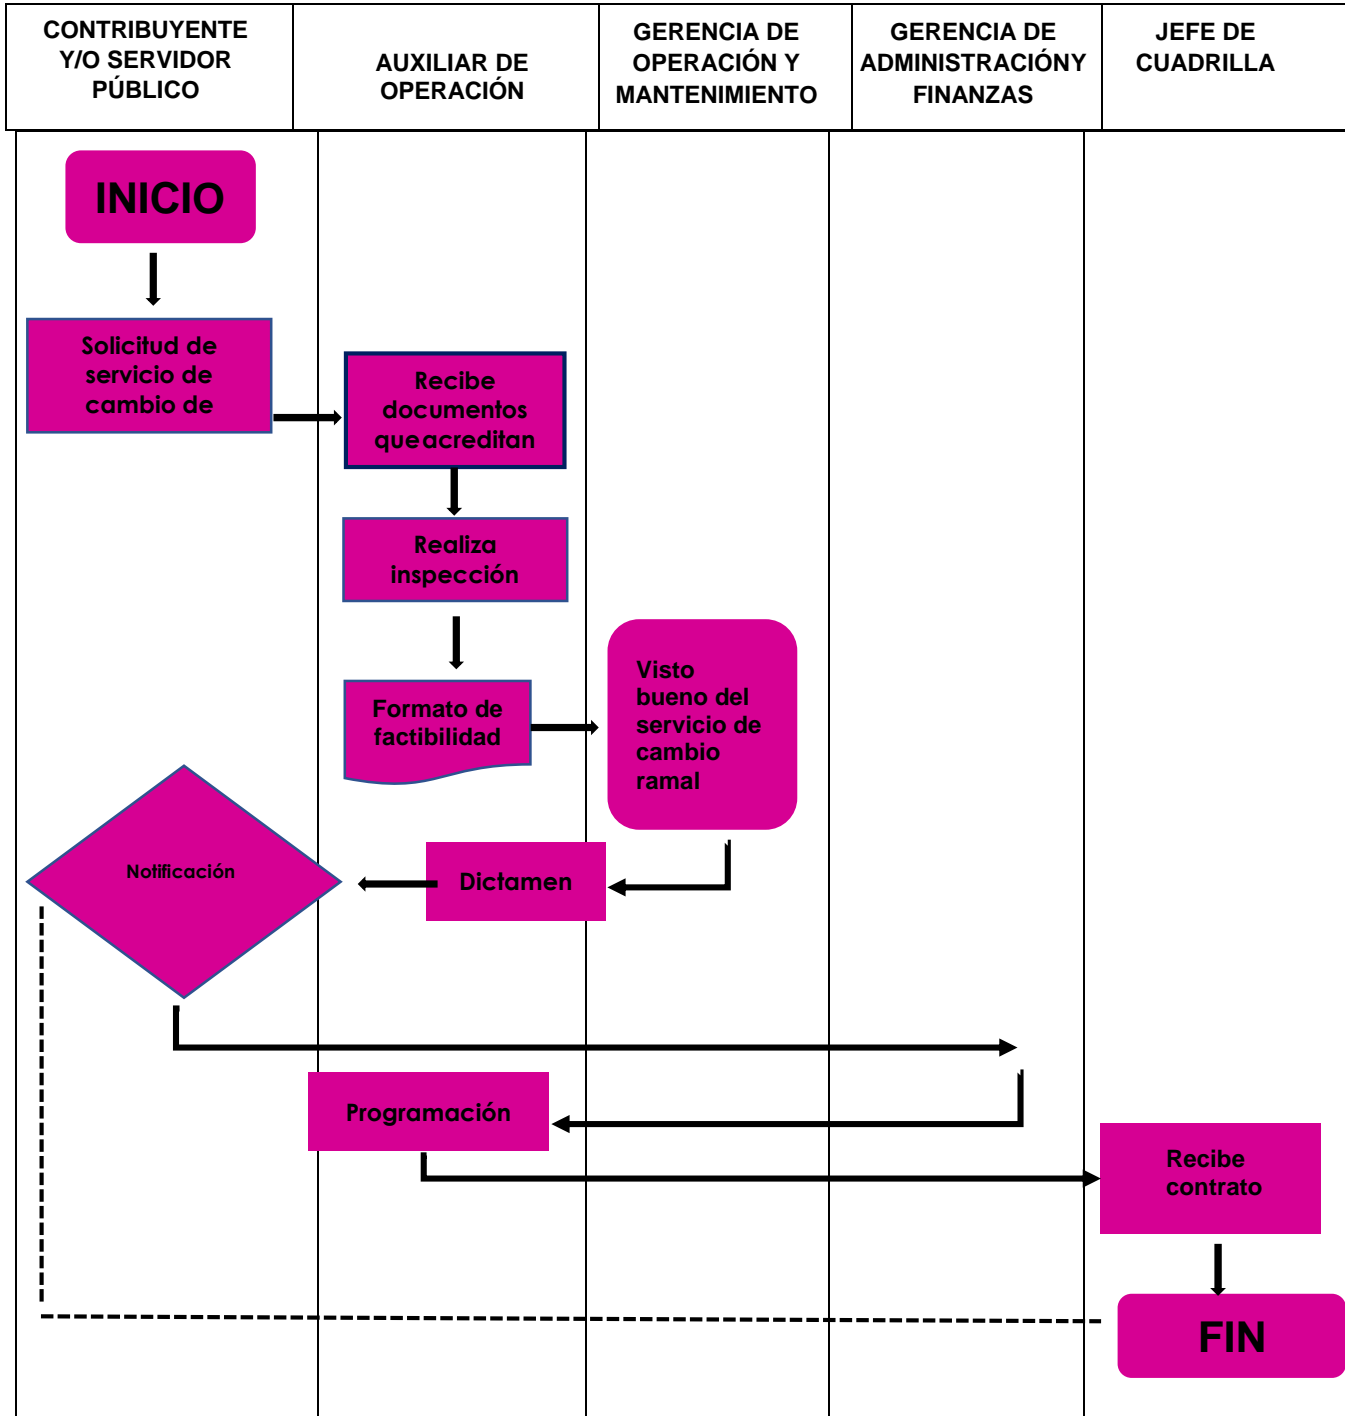 CONTRIBUYENTE
Y/O SERVIDOR
PÚBLICO
AUXILIAR DE
OPERACIÓN
GERENCIA DE
OPERACIÓN Y
MANTENIMIENTO
GERENCIA DE
ADMINISTRACIÓNY
FINANZAS
JEFE DE
CUADRILLA
INICIO
Solicitud de
servicio de
cambio de
Recibe
documentos
que acreditan
Realiza
inspección
Formato de
factibilidad
Visto
bueno del
servicio de
cambio
ramal
Notificación
Dictamen
Programación
Recibe
contrato
FIN